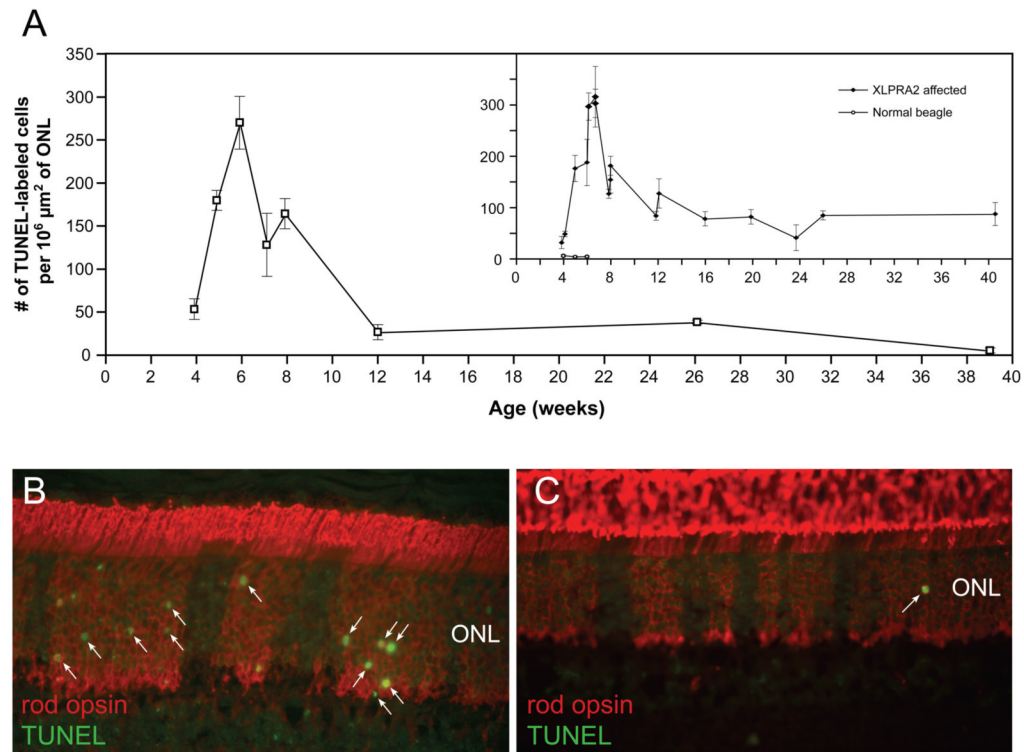 A
# of TUNEL-labeled cells
per 10⁶ µm² of ONL
350
300
250
200
150
100
50
0
0 2 4 6 8 10 12 14 16 18 20 22 24 26 28 30 32 34 36 38 40
Age (weeks)
300
200
100
0
0 4 8 12 16 20 24 28 32 36 40
XLPRA2 affected
Normal beagle
B
ONL
rod opsin
TUNEL
C
ONL
rod opsin
TUNEL